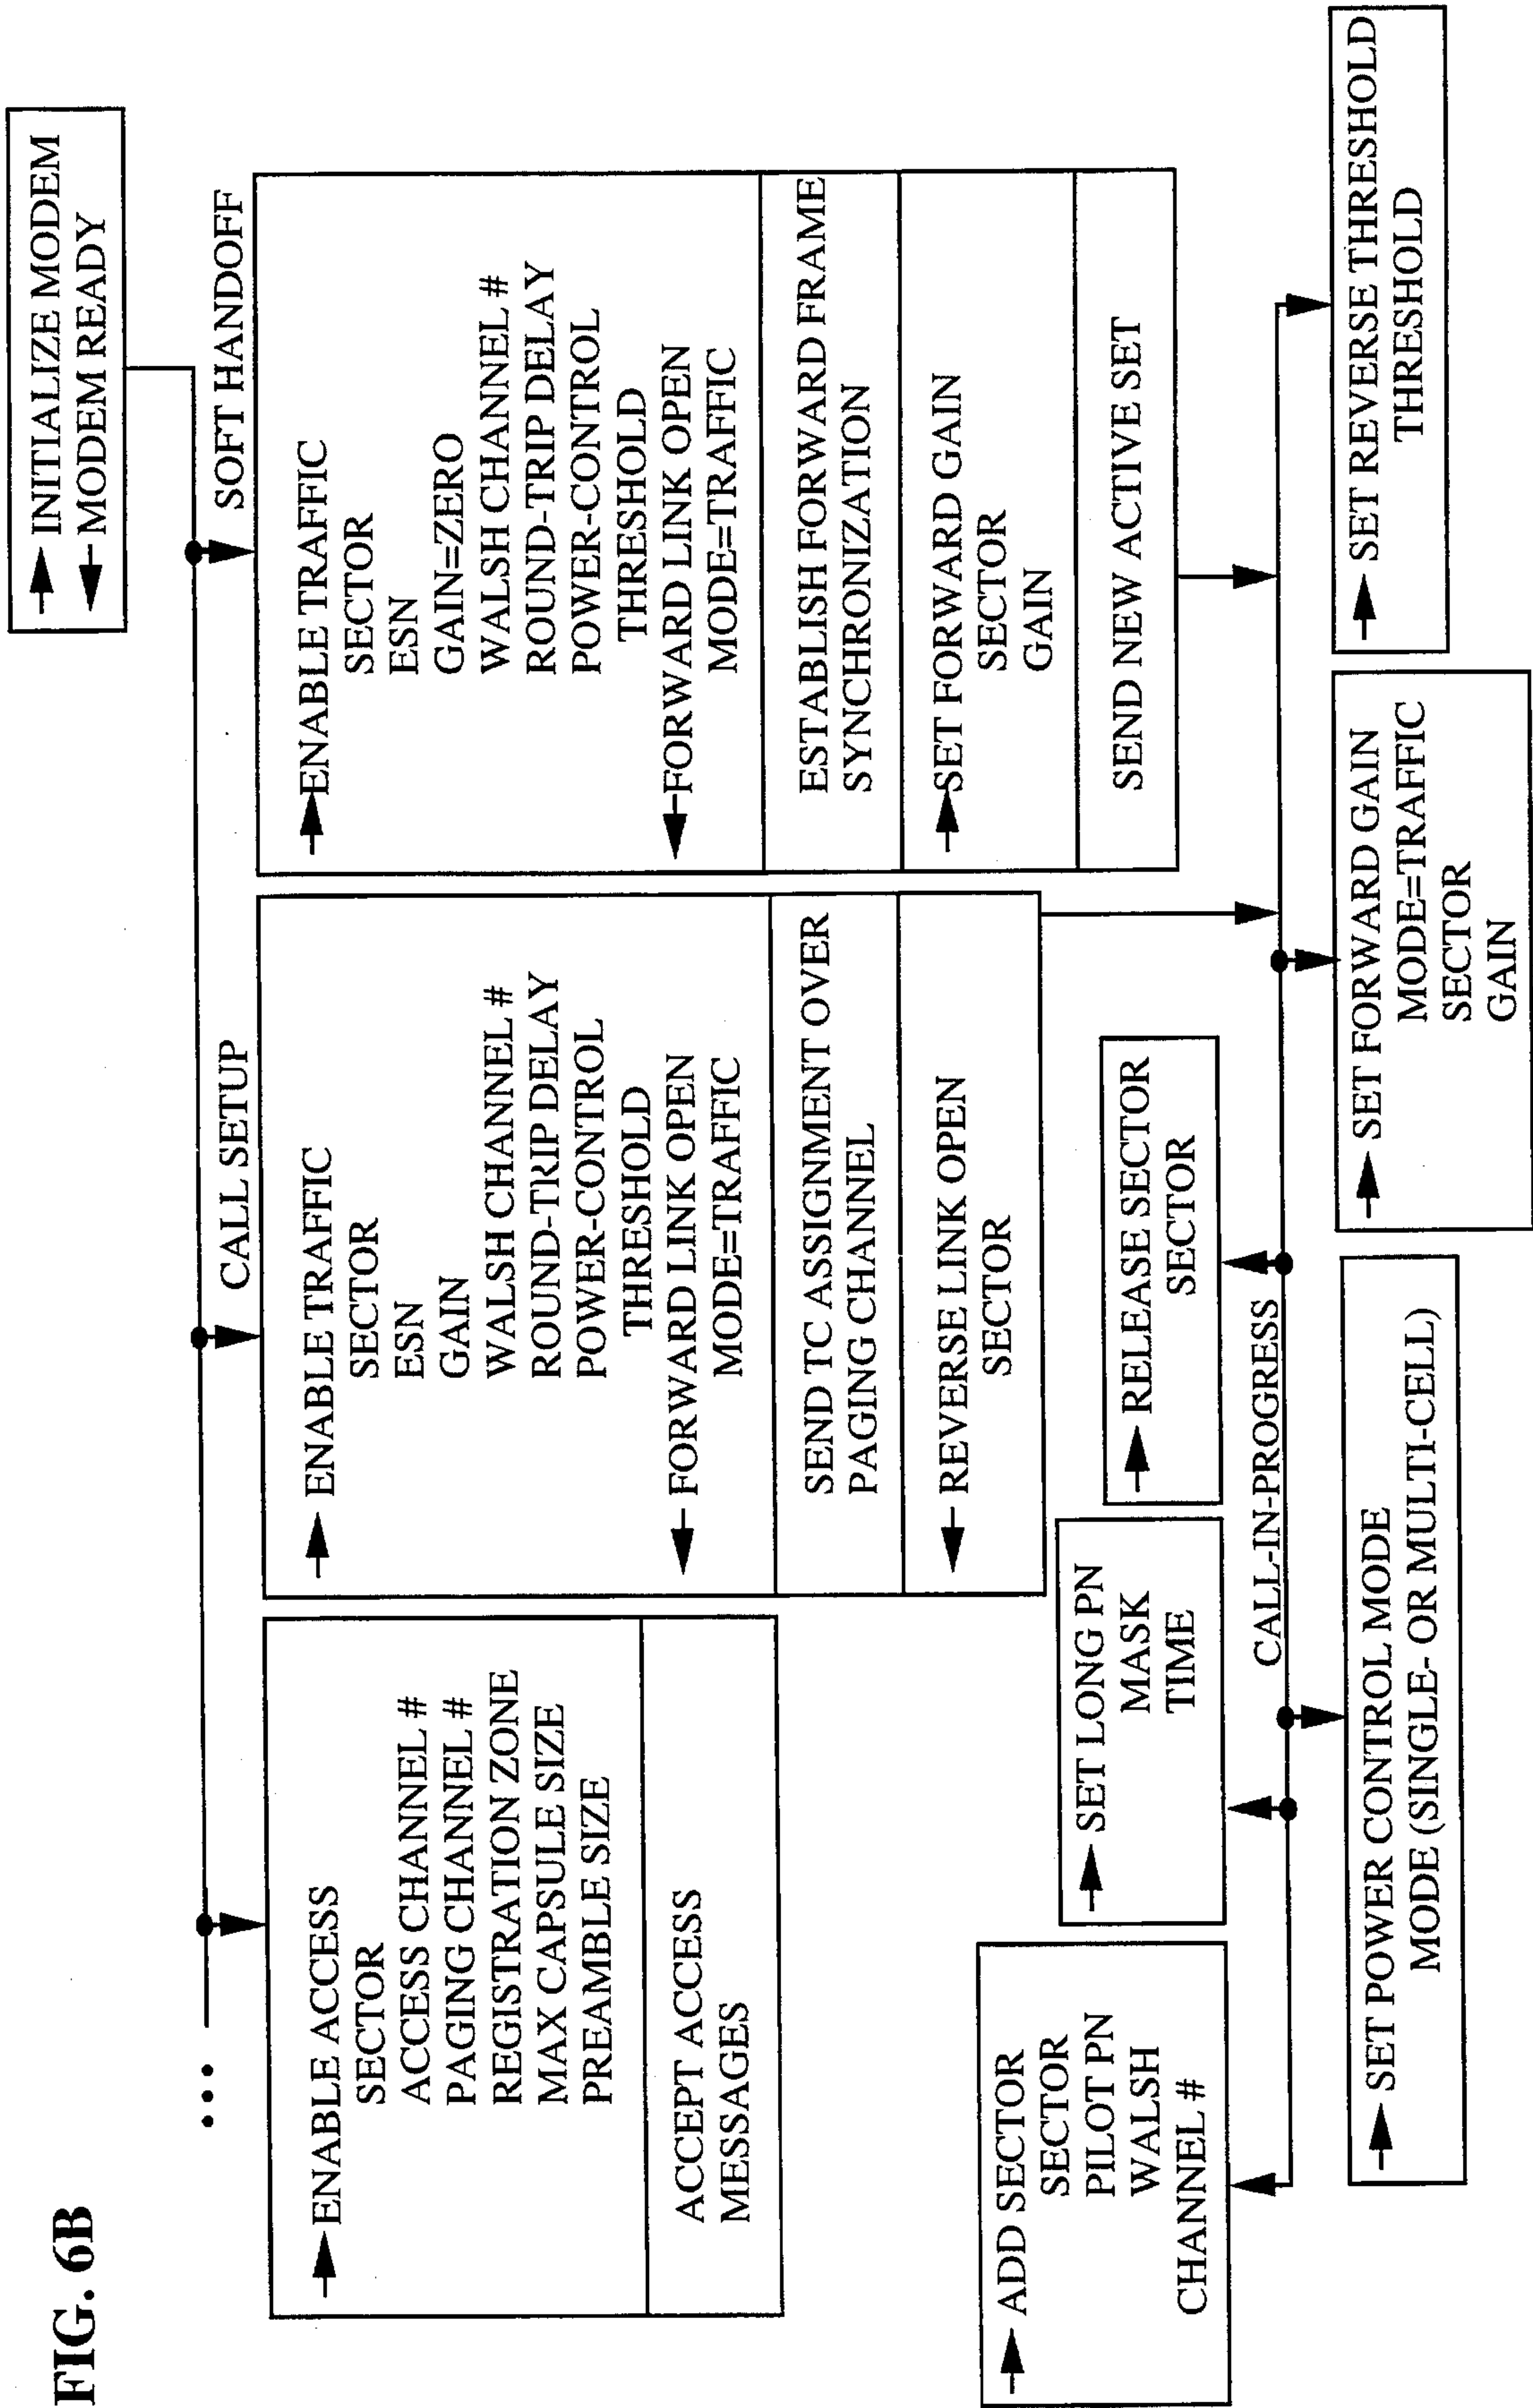 FIG. 6B
INITIALIZE MODEM
MODEM READY
...
CALL SETUP
SOFT HANDOFF
ENABLE ACCESS
SECTOR
ACCESS CHANNEL #
PAGING CHANNEL #
REGISTRATION ZONE
MAX CAPSULE SIZE
PREAMBLE SIZE
ACCEPT ACCESS
MESSAGES
ENABLE TRAFFIC
SECTOR
ESN
GAIN
WALSH CHANNEL #
ROUND-TRIP DELAY
POWER-CONTROL
THRESHOLD
FORWARD LINK OPEN
MODE=TRAFFIC
SEND TC ASSIGNMENT OVER
PAGING CHANNEL
REVERSE LINK OPEN
SECTOR
ENABLE TRAFFIC
SECTOR
ESN
GAIN=ZERO
WALSH CHANNEL #
ROUND-TRIP DELAY
POWER-CONTROL
THRESHOLD
FORWARD LINK OPEN
MODE=TRAFFIC
ESTABLISH FORWARD FRAME
SYNCHRONIZATION
SET FORWARD GAIN
SECTOR
GAIN
SEND NEW ACTIVE SET
ADD SECTOR
SECTOR
PILOT PN
WALSH
CHANNEL #
SET LONG PN
MASK
TIME
RELEASE SECTOR
SECTOR
CALL-IN-PROGRESS
SET POWER CONTROL MODE
MODE (SINGLE- OR MULTI-CELL)
SET FORWARD GAIN
MODE=TRAFFIC
SECTOR
GAIN
SET REVERSE THRESHOLD
THRESHOLD